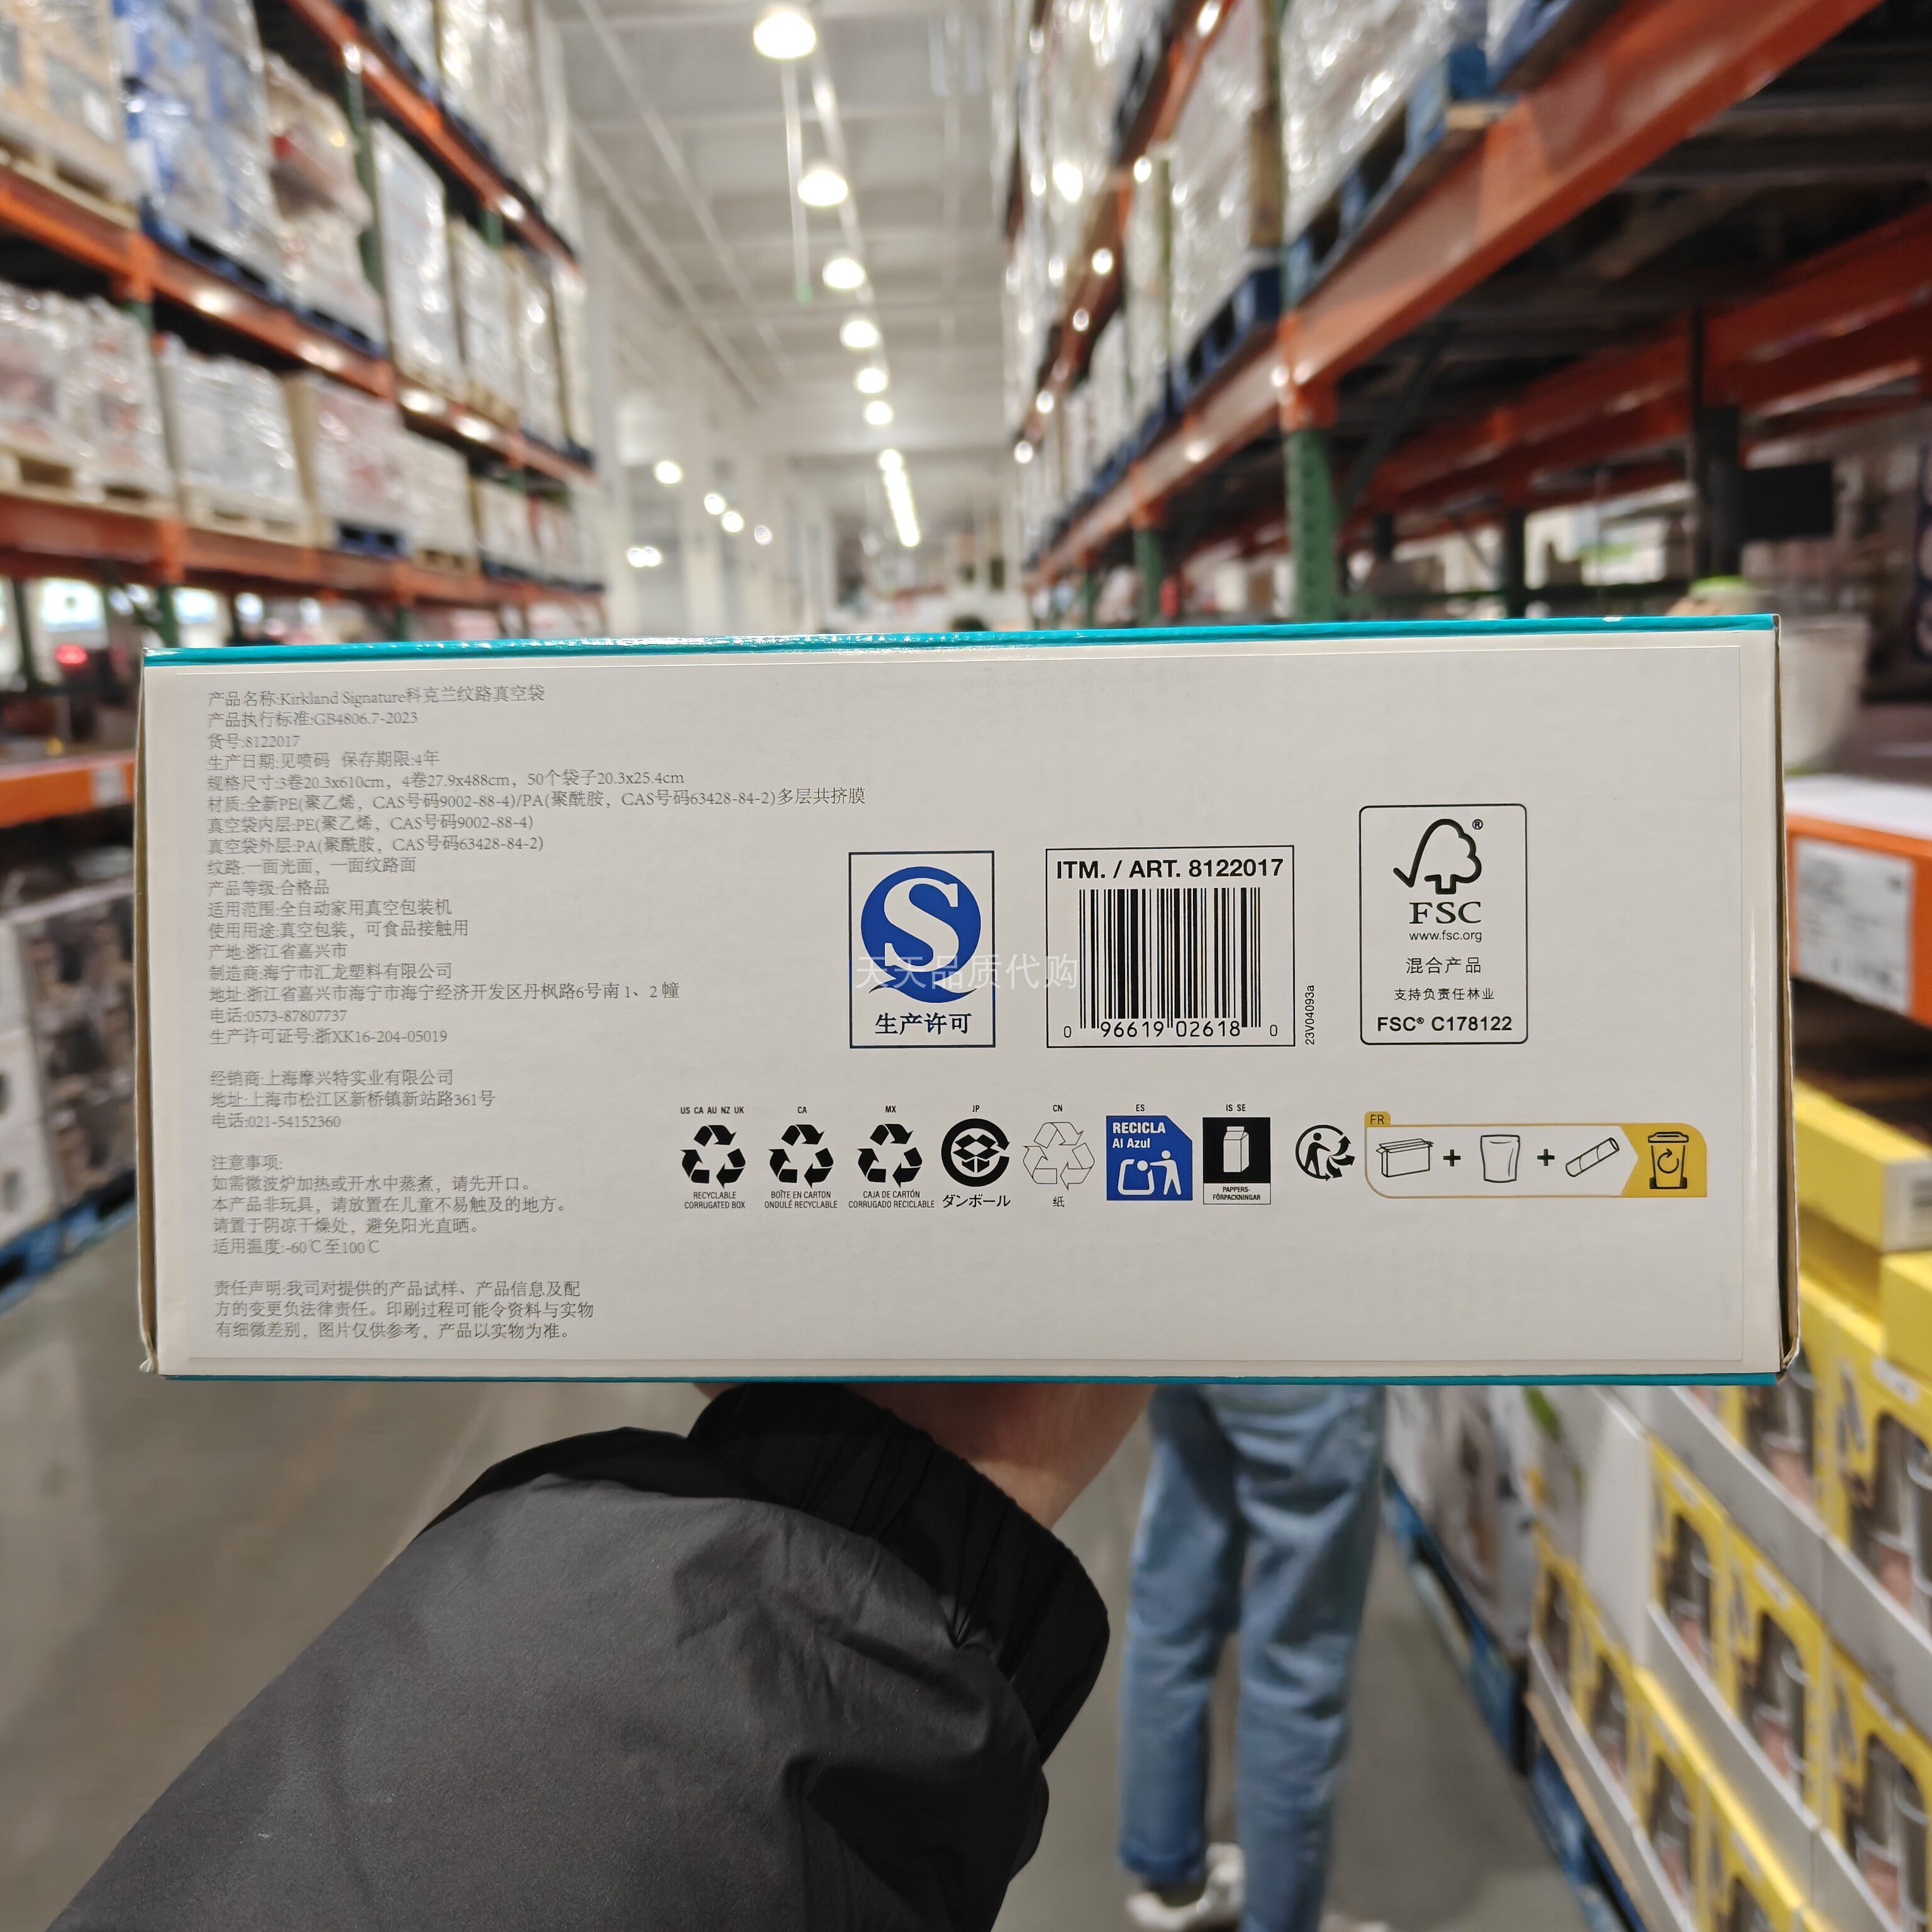 产品名称:Kirkland Signature科克兰纹路真空袋
产品执行标准:GB4806.7-2023
货号:8122017
生产日期:见喷码 保存期限:4年
规格尺寸:3卷20.3x610cm，4卷27.9x488cm，50个袋子20.3x25.4cm
材质:全新PE(聚乙烯，CAS号码9002-88-4)/PA(聚酰胺，CAS号码63428-84-2)多层共挤膜
真空袋内层:PE(聚乙烯，CAS号码9002-88-4)
真空袋外层:PA(聚酰胺，CAS号码63428-84-2)
纹路:一面光面，一面纹路面
产品等级:合格品
适用范围:全自动家用真空包装机
使用用途:真空包装，可食品接触用
产地:浙江省嘉兴市
制造商:海宁市汇龙塑料有限公司
地址:浙江省嘉兴市海宁市海宁经济开发区丹枫路6号南 1、2 幢
电话:0573-87807737
生产许可证号:浙XK16-204-05019
经销商:上海摩兴特实业有限公司
地址:上海市松江区新桥镇新站路361号
电话:021-54152360
注意事项:
如需微波炉加热或开水中蒸煮，请先开口。
本产品非玩具，请放置在儿童不易触及的地方。
请置于阴凉干燥处，避免阳光直晒。
适用温度:-60℃至100℃
责任声明:我司对提供的产品试样、产品信息及配
方的变更负法律责任。印刷过程可能令资料与实物
有细微差别，图片仅供参考，产品以实物为准。
生产许可
天天品质代购
ITM. / ART. 8122017
0 96619 02618 0
23V04093a
FSC®
www.fsc.org
混合产品
支持负责任林业
FSC® C178122
US CA AU NZ UK
RECYCLABLE
CORRUGATED BOX
CA
BOÎTE EN CARTON
ONDULÉ RECYCLABLE
MX
CAJA DE CARTÓN
CORRUGADO RECICLABLE
JP
ダンボール
CN
纸
ES
RECICLA
Al Azul
IS SE
PAPPERS-
FÖRPACKNINGAR
FR